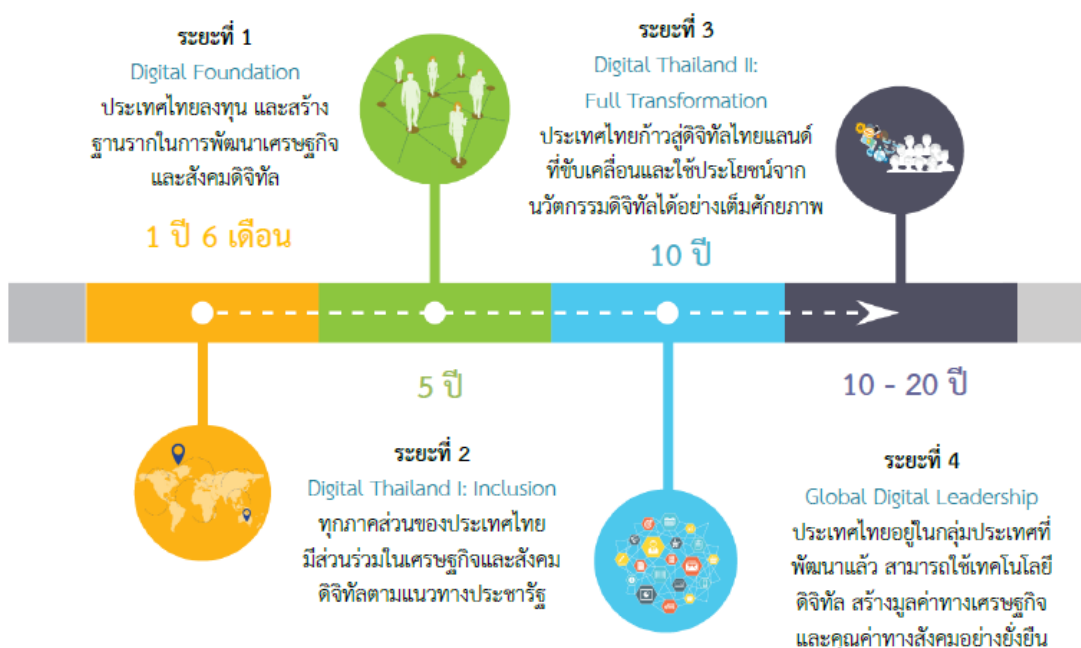 ระยะที่ 1
Digital Foundation
ประเทศไทยลงทุน และสร้าง
ฐานรากในการพัฒนาเศรษฐกิจ
และสังคมดิจิทัล
1 ปี 6 เดือน
5 ปี
ระยะที่ 2
Digital Thailand I: Inclusion
ทุกภาคส่วนของประเทศไทย
มีส่วนร่วมในเศรษฐกิจและสังคม
ดิจิทัลตามแนวทางประชารัฐ
ระยะที่ 3
Digital Thailand II:
Full Transformation
ประเทศไทยก้าวสู่ดิจิทัลไทยแลนด์
ที่ขับเคลื่อนและใช้ประโยชน์จาก
นวัตกรรมดิจิทัลได้อย่างเต็มศักยภาพ
10 ปี
10 - 20 ปี
ระยะที่ 4
Global Digital Leadership
ประเทศไทยอยู่ในกลุ่มประเทศที่
พัฒนาแล้ว สามารถใช้เทคโนโลยี
ดิจิทัล สร้างมูลค่าทางเศรษฐกิจ
และคุณค่าทางสังคมอย่างยั่งยืน